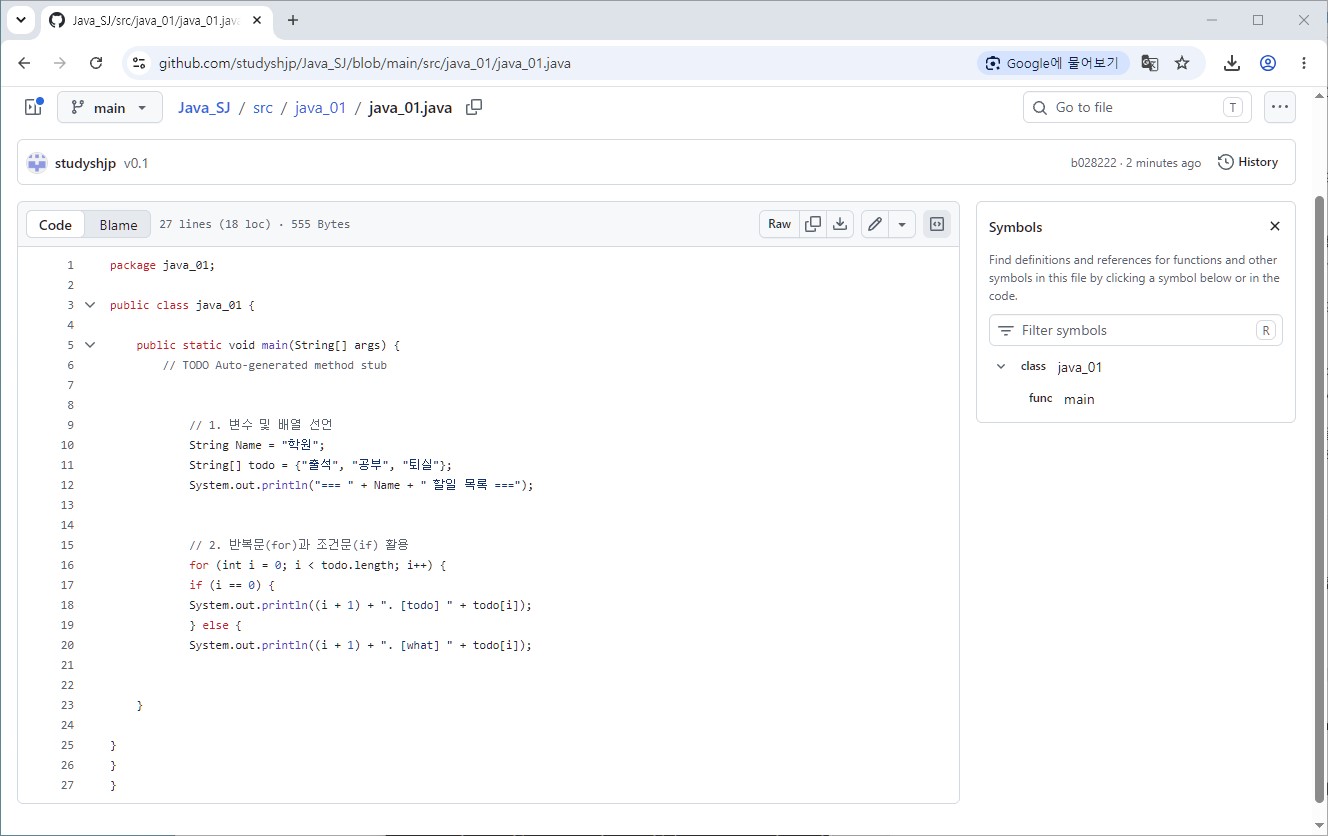 Java_SJ/src/java_01/java_01.java
github.com/studyshjp/Java_SJ/blob/main/src/java_01/java_01.java
Google에 물어보기
main
Java_SJ / src / java_01 / java_01.java
Go to file
T
studyshjp v0.1
b028222 · 2 minutes ago
History
Code
Blame
27 lines (18 loc) · 555 Bytes
Raw
1 package java_01;
2
3 public class java_01 {
4
5 public static void main(String[] args) {
6 // TODO Auto-generated method stub
7
8
9 // 1. 변수 및 배열 선언
10 String Name = "학원";
11 String[] todo = {"출석", "공부", "퇴실"};
12 System.out.println("=== " + Name + " 할일 목록 ===");
13
14
15 // 2. 반복문(for)과 조건문(if) 활용
16 for (int i = 0; i < todo.length; i++) {
17 if (i == 0) {
18 System.out.println((i + 1) + ". [todo] " + todo[i]);
19 } else {
20 System.out.println((i + 1) + ". [what] " + todo[i]);
21
22
23 }
24
25 }
26 }
27 }
Symbols
Find definitions and references for functions and other
symbols in this file by clicking a symbol below or in the
code.
Filter symbols
R
class java_01
func main